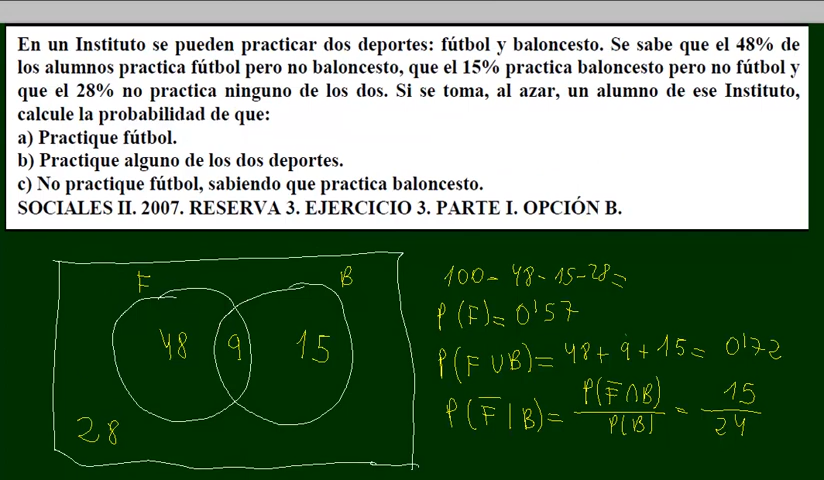 En un Instituto se pueden practicar dos deportes: fútbol y baloncesto. Se sabe que el 48% de
los alumnos practica fútbol pero no baloncesto, que el 15% practica baloncesto pero no fútbol y
que el 28% no practica ninguno de los dos. Si se toma, al azar, un alumno de ese Instituto,
calcule la probabilidad de que:
a) Practique fútbol.
b) Practique alguno de los dos deportes.
c) No practique fútbol, sabiendo que practica baloncesto.
SOCIALES II. 2007. RESERVA 3. EJERCICIO 3. PARTE I. OPCIÓN B.
F
B
48
9
15
28
100-48-15-28=
P(F)=0'57
P(F∪B)=48+9+15=0'72
P(F̅|B)=P(F̅∩B)/P(B)=15/24